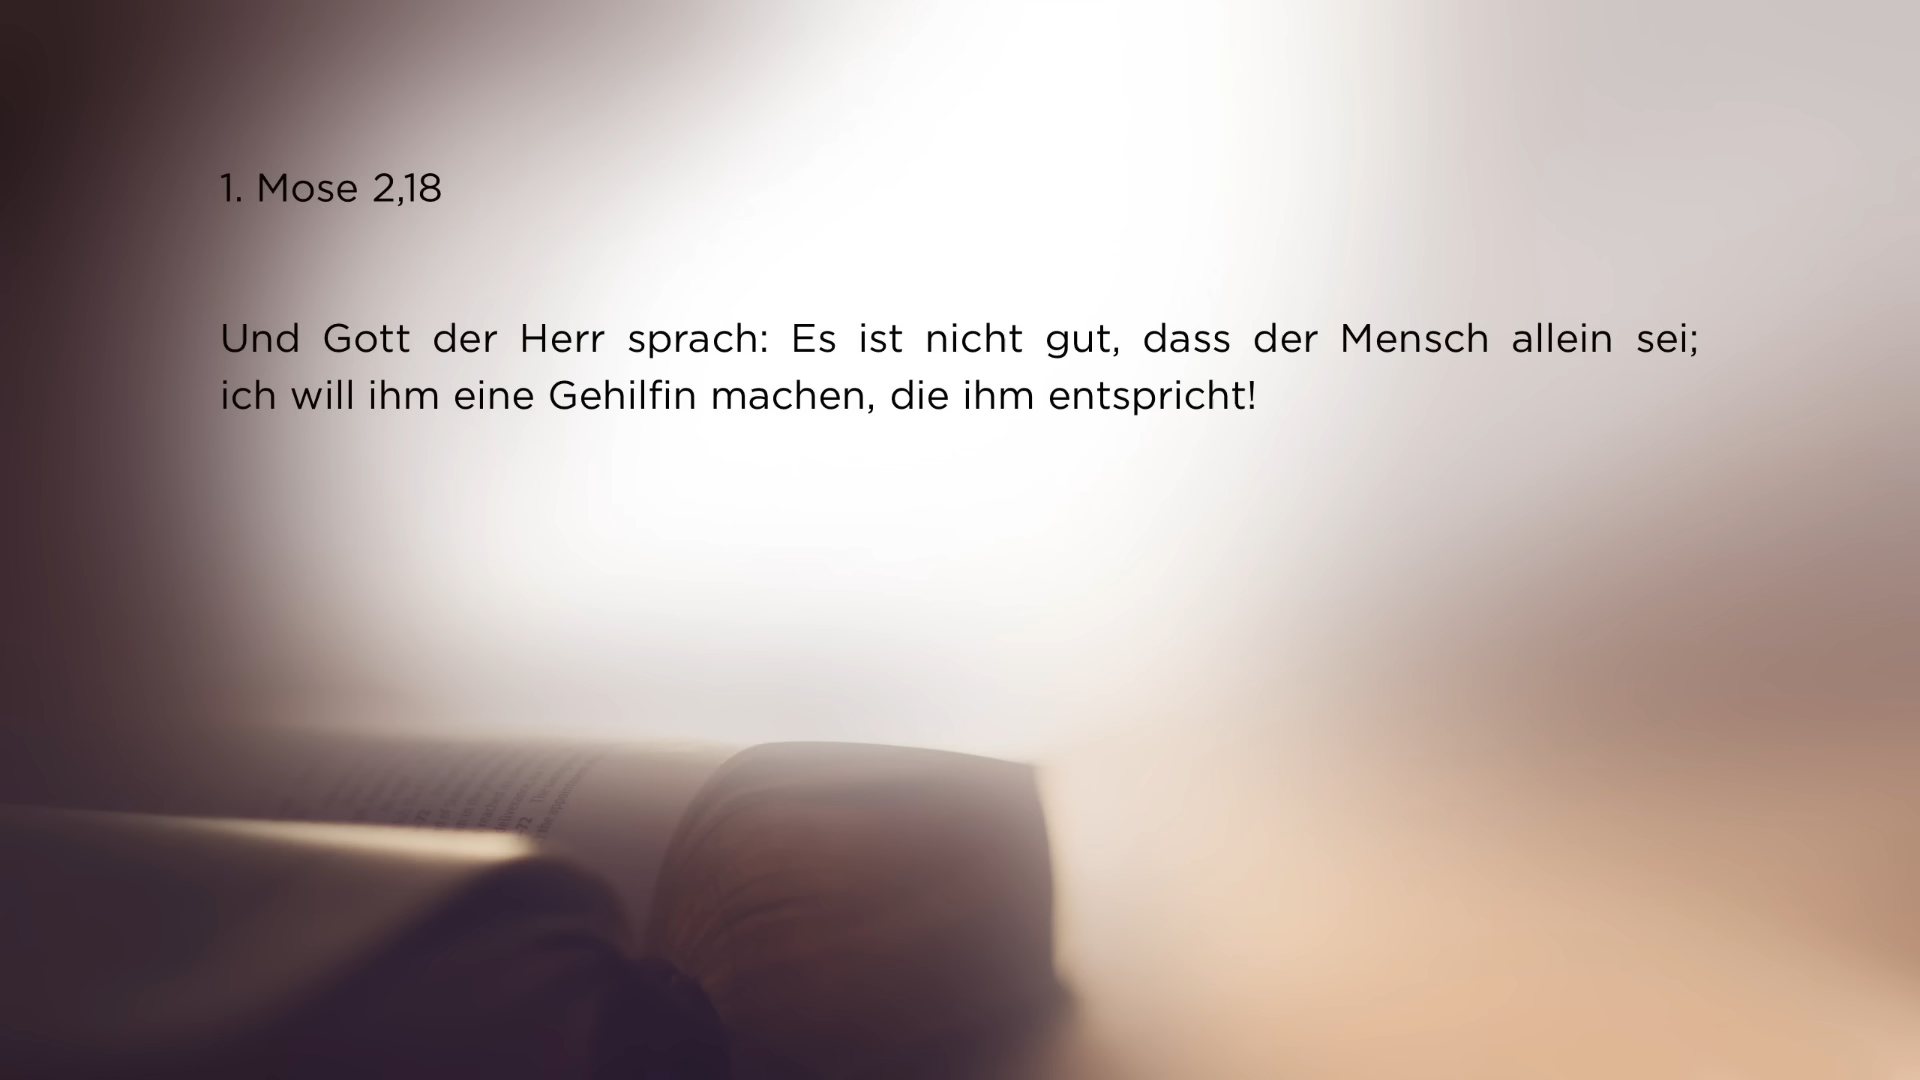 1. Mose 2,18
Und Gott der Herr sprach: Es ist nicht gut, dass der Mensch allein sei;
ich will ihm eine Gehilfin machen, die ihm entspricht!